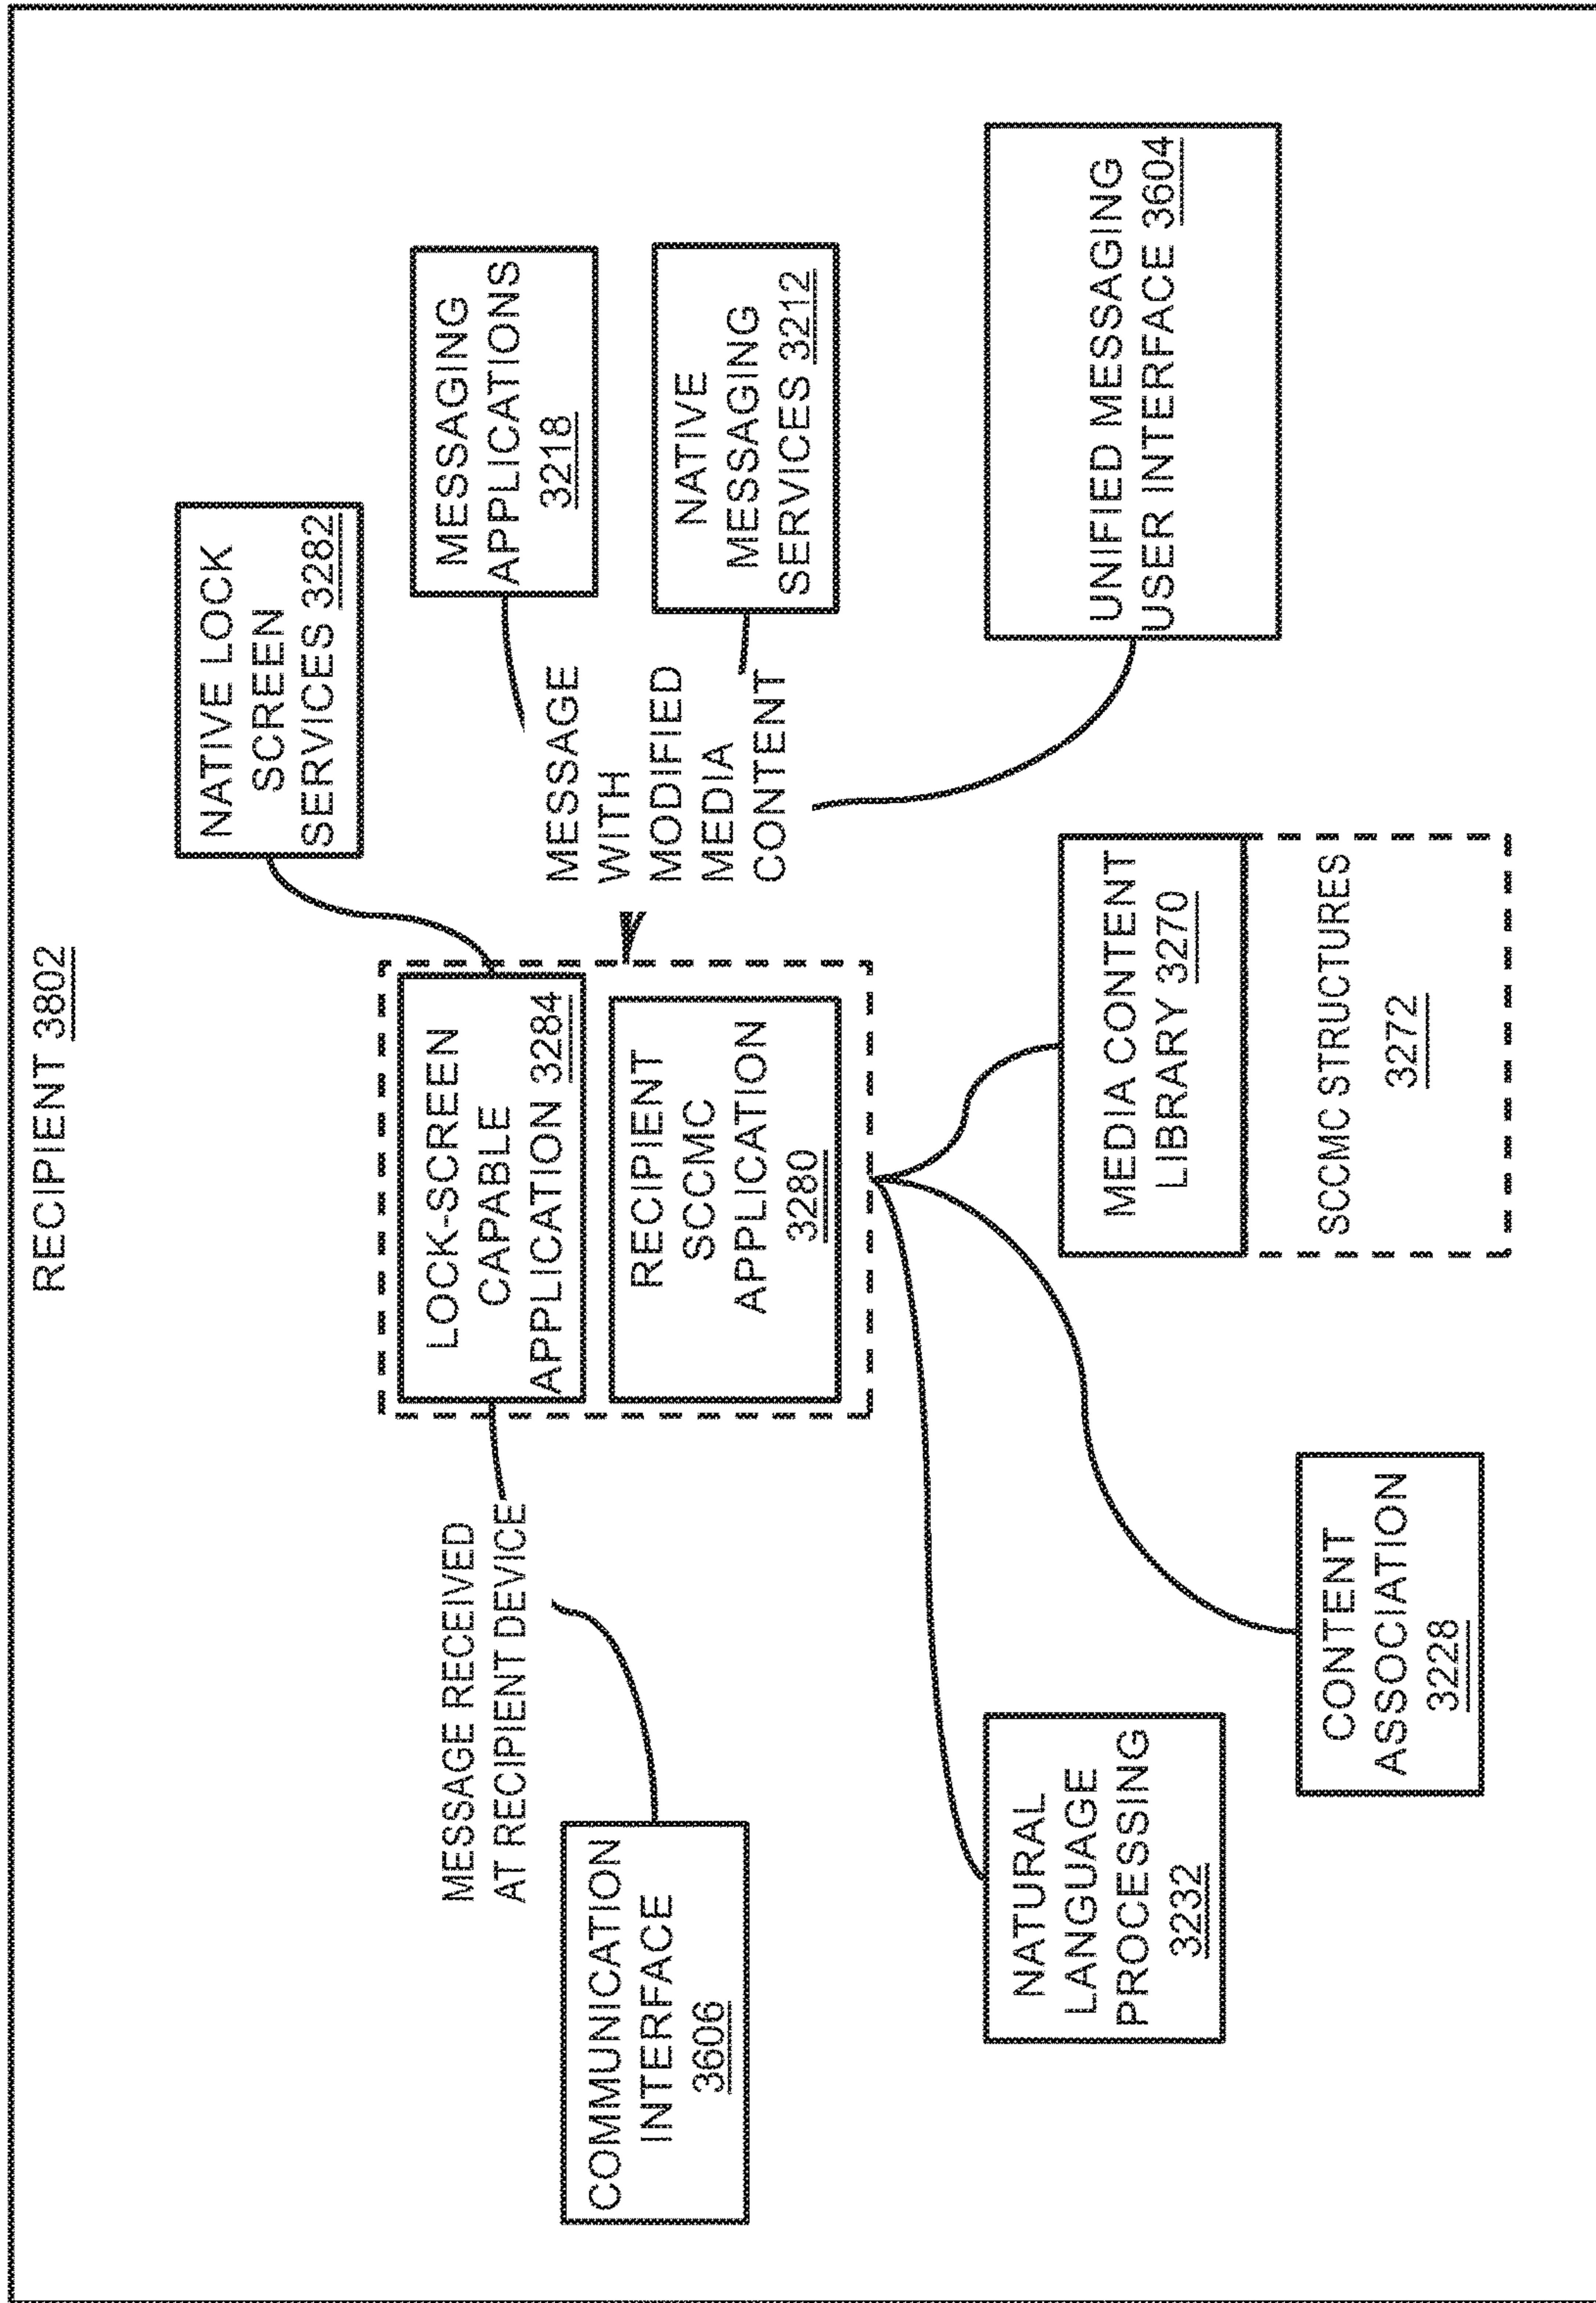 RECIPIENT 3802
NATIVE LOCK
SCREEN
SERVICES 3282
LOCK-SCREEN
CAPABLE
APPLICATION 3284
RECIPIENT
SCCMC
APPLICATION
3280
MESSAGE RECEIVED
AT RECIPIENT DEVICE
COMMUNICATION
INTERFACE
3606
MESSAGE
WITH
MODIFIED
MEDIA
CONTENT
MESSAGING
APPLICATIONS
3218
NATIVE
MESSAGING
SERVICES 3212
UNIFIED MESSAGING
USER INTERFACE 3604
NATURAL
LANGUAGE
PROCESSING
3232
CONTENT
ASSOCIATION
3228
MEDIA CONTENT
LIBRARY 3270
SCCMC STRUCTURES
3272